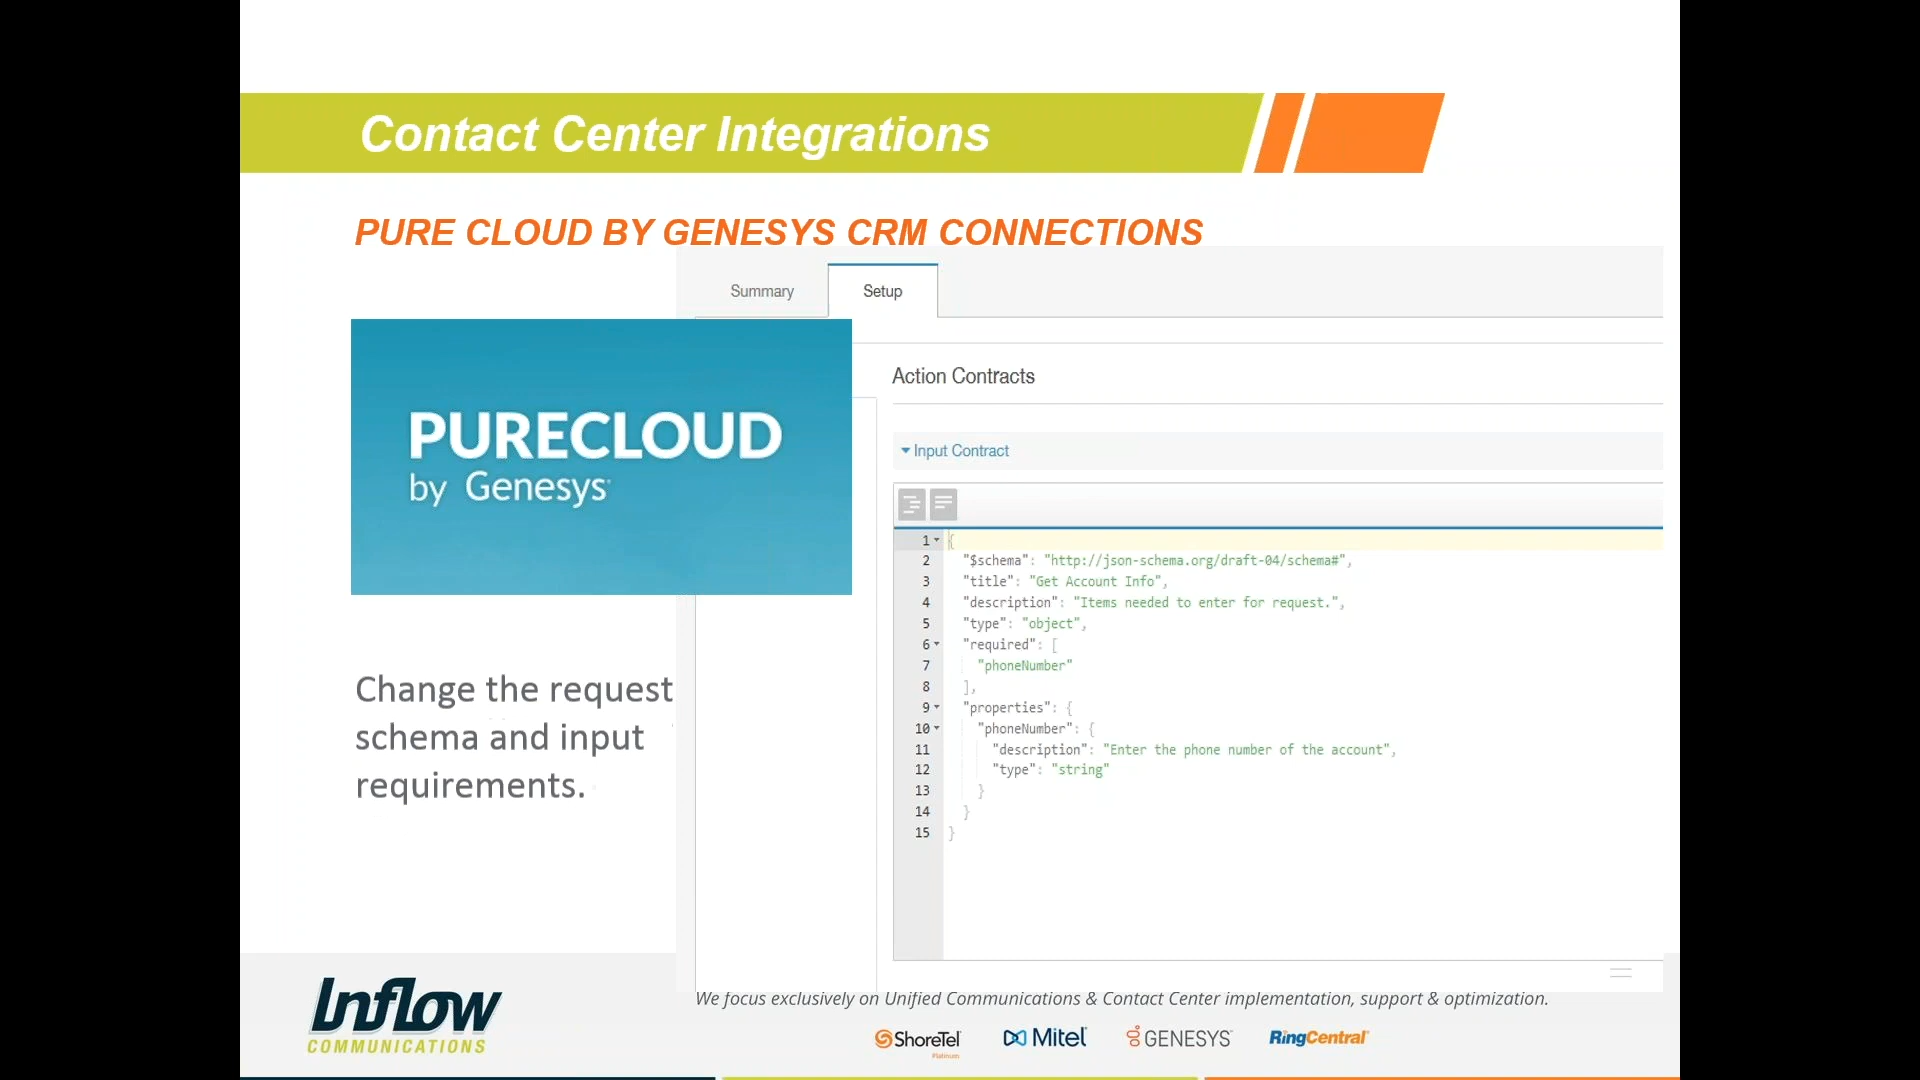 Contact Center Integrations
PURE CLOUD BY GENESYS CRM CONNECTIONS
Summary
Setup
PURECLOUD
by Genesys
Change the request
schema and input
requirements.
Action Contracts
Input Contract
1 {
2 "$schema": "http://json-schema.org/draft-04/schema#",
3 "title": "Get Account Info",
4 "description": "Items needed to enter for request.",
5 "type": "object",
6 "required": [
7 "phoneNumber"
8 ],
9 "properties": {
10 "phoneNumber": {
11 "description": "Enter the phone number of the account",
12 "type": "string"
13 }
14 }
15 }
Inflow
COMMUNICATIONS
We focus exclusively on Unified Communications & Contact Center implementation, support & optimization.
ShoreTel
Platinum
Mitel
GENESYS
RingCentral